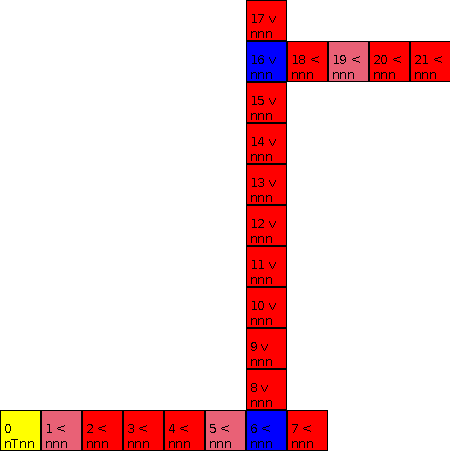 17 v
nnn
16 v
nnn
18 <
nnn
19 <
nnn
20 <
nnn
21 <
nnn
15 v
nnn
14 v
nnn
13 v
nnn
12 v
nnn
11 v
nnn
10 v
nnn
9 v
nnn
8 v
nnn
0
nTnn
1 <
nnn
2 <
nnn
3 <
nnn
4 <
nnn
5 <
nnn
6 <
nnn
7 <
nnn